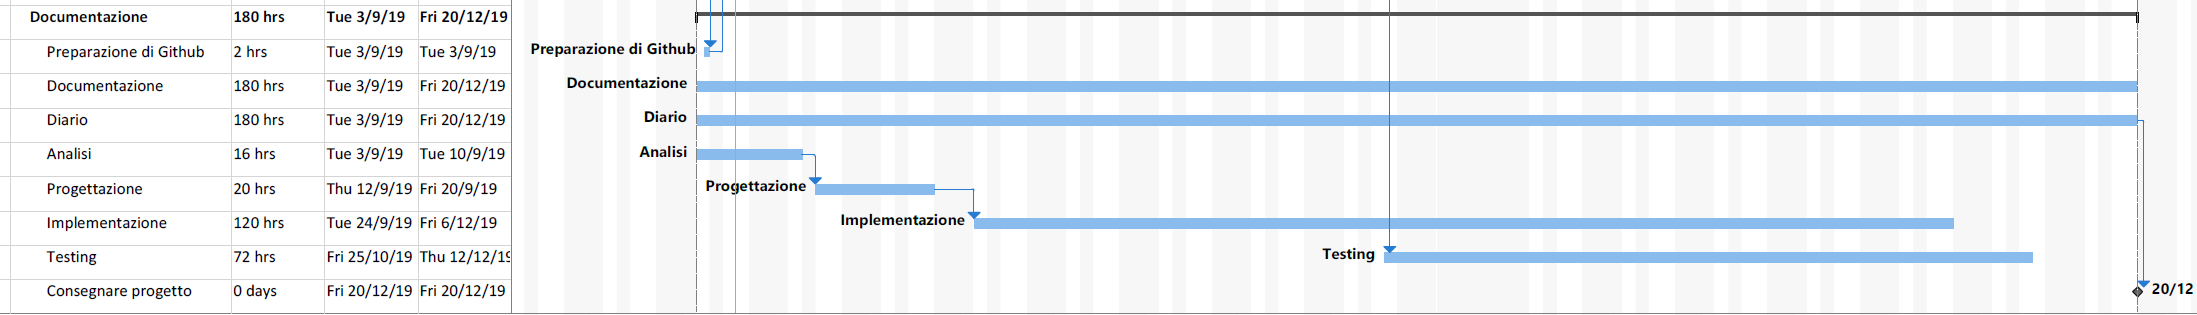 Documentazione 180 hrs Tue 3/9/19 Fri 20/12/19
Preparazione di Github 2 hrs Tue 3/9/19 Tue 3/9/19 Preparazione di Github
Documentazione 180 hrs Tue 3/9/19 Fri 20/12/19 Documentazione
Diario 180 hrs Tue 3/9/19 Fri 20/12/19 Diario
Analisi 16 hrs Tue 3/9/19 Tue 10/9/19 Analisi
Progettazione 20 hrs Thu 12/9/19 Fri 20/9/19 Progettazione
Implementazione 120 hrs Tue 24/9/19 Fri 6/12/19 Implementazione
Testing 72 hrs Fri 25/10/19 Thu 12/12/19 Testing
Consegnare progetto 0 days Fri 20/12/19 Fri 20/12/19 20/12